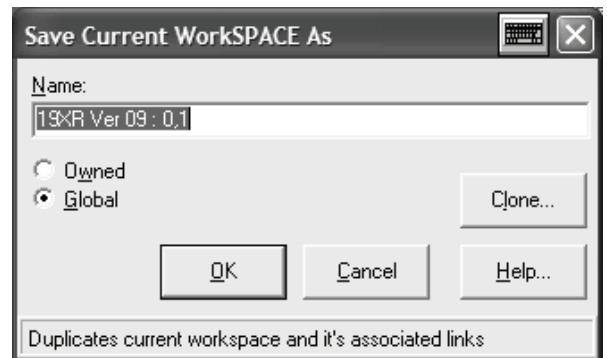 Save Current WorkSPACE As
Name:
19XR Ver 09 : 0,1
Owned
Global
Clone...
OK
Cancel
Help...
Duplicates current workspace and it's associated links